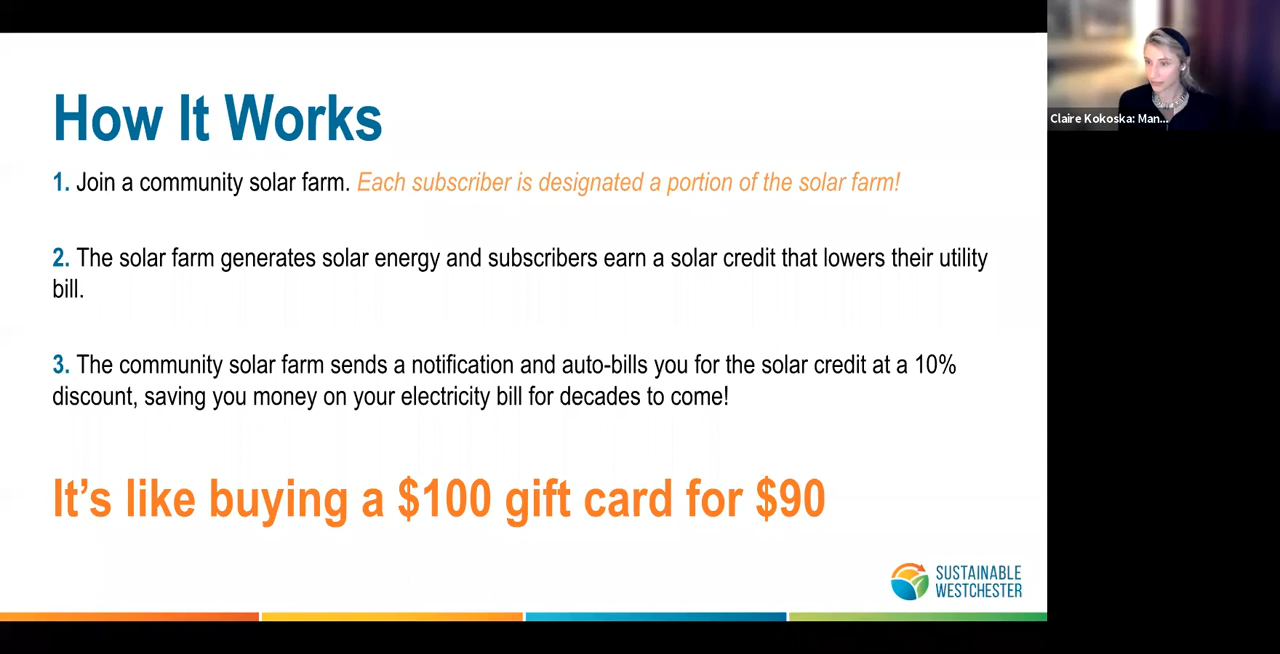 How It Works
1. Join a community solar farm. Each subscriber is designated a portion of the solar farm!
2. The solar farm generates solar energy and subscribers earn a solar credit that lowers their utility
bill.
3. The community solar farm sends a notification and auto-bills you for the solar credit at a 10%
discount, saving you money on your electricity bill for decades to come!
It’s like buying a $100 gift card for $90
SUSTAINABLE
WESTCHESTER
Claire Kokoska: Man...